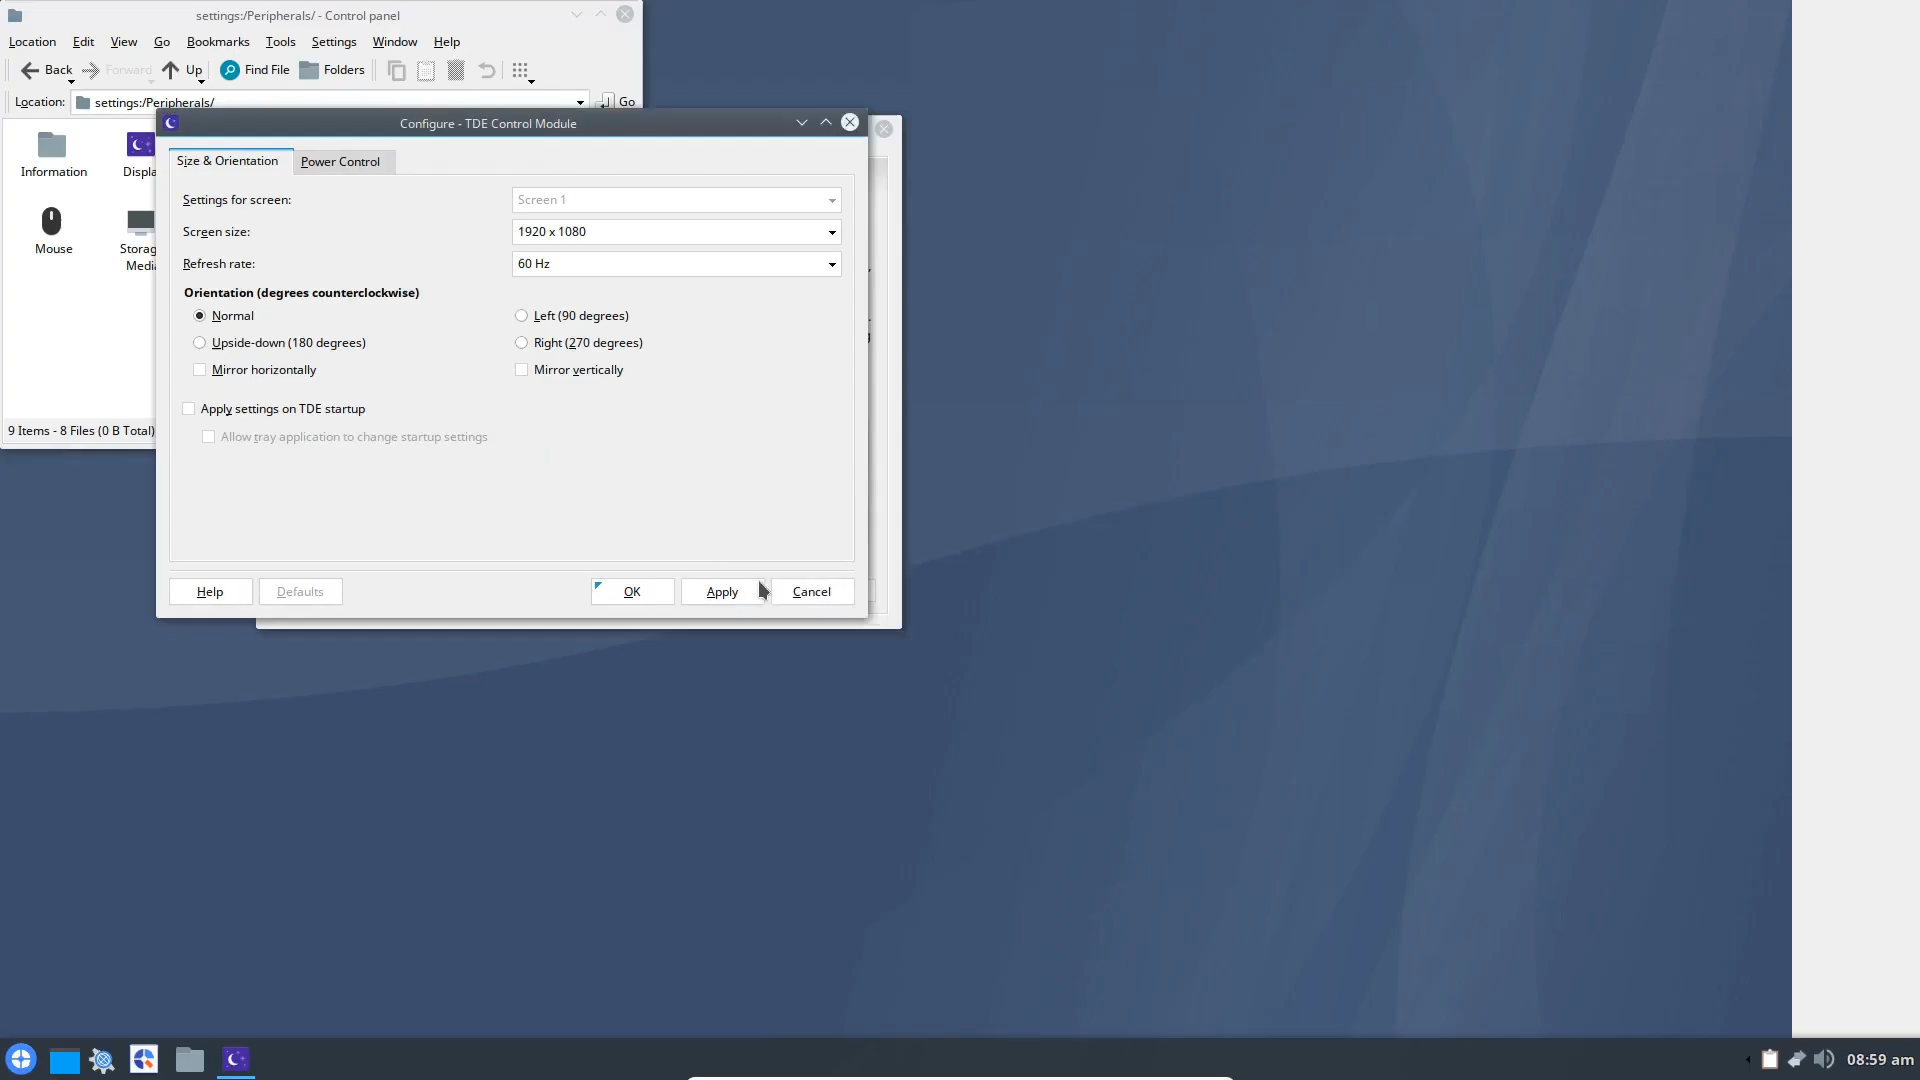 settings:/Peripherals/ - Control panel
Location Edit View Go Bookmarks Tools Settings Window Help
Back Forward Up Find File Folders
Location: settings:/Peripherals/ Go
Configure - TDE Control Module
Size & Orientation Power Control
Information
Mouse
9 Items - 8 Files (0 B Total)
Settings for screen: Screen 1
Screen size: 1920 x 1080
Refresh rate: 60 Hz
Orientation (degrees counterclockwise)
Normal Left (90 degrees)
Upside-down (180 degrees) Right (270 degrees)
Mirror horizontally Mirror vertically
Apply settings on TDE startup
Allow tray application to change startup settings
Help Defaults OK Apply Cancel
08:59 am